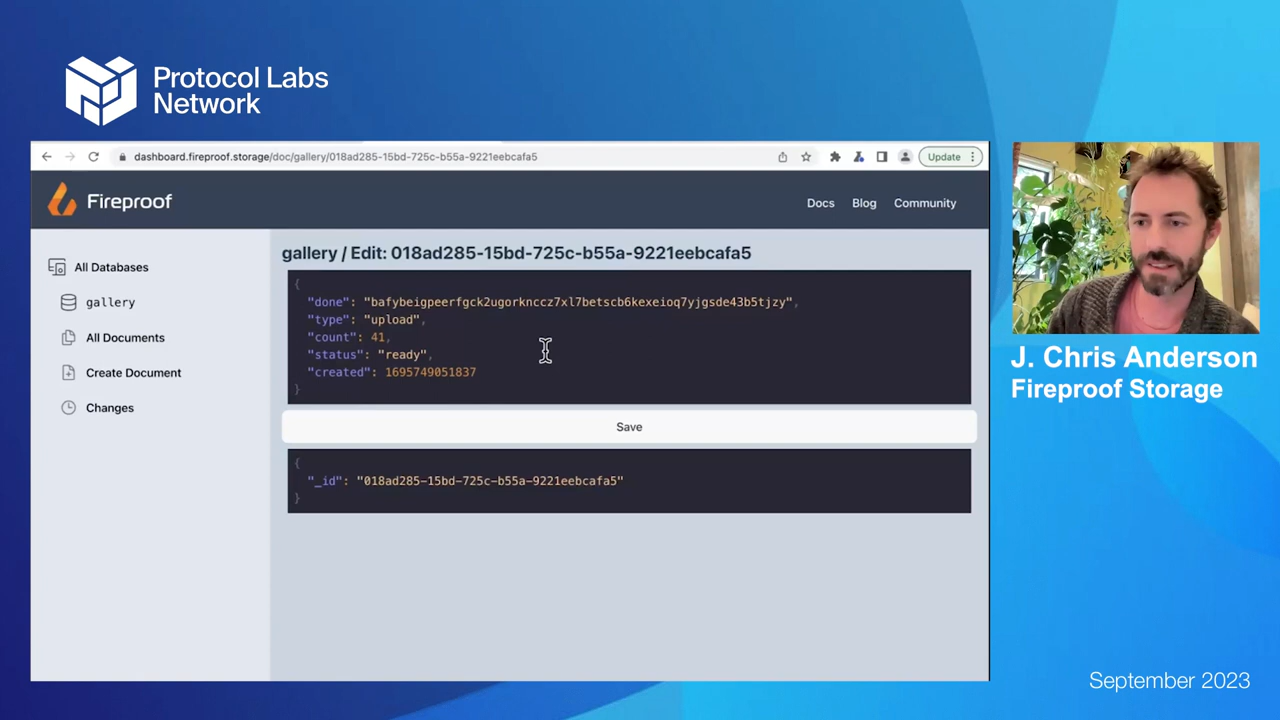 Protocol Labs
Network
dashboard.fireproof.storage/doc/gallery/018ad285-15bd-725c-b55a-9221eebcafa5
Update
Fireproof
Docs
Blog
Community
All Databases
gallery
All Documents
Create Document
Changes
gallery / Edit: 018ad285-15bd-725c-b55a-9221eebcafa5
{
"done": "bafybeigpeerfgck2ugorknccz7xl7betscb6kexeioq7yjgsde43b5tjzy",
"type": "upload",
"count": 41,
"status": "ready",
"created": 1695749051837
}
Save
{
"_id": "018ad285-15bd-725c-b55a-9221eebcafa5"
}
J. Chris Anderson
Fireproof Storage
September 2023